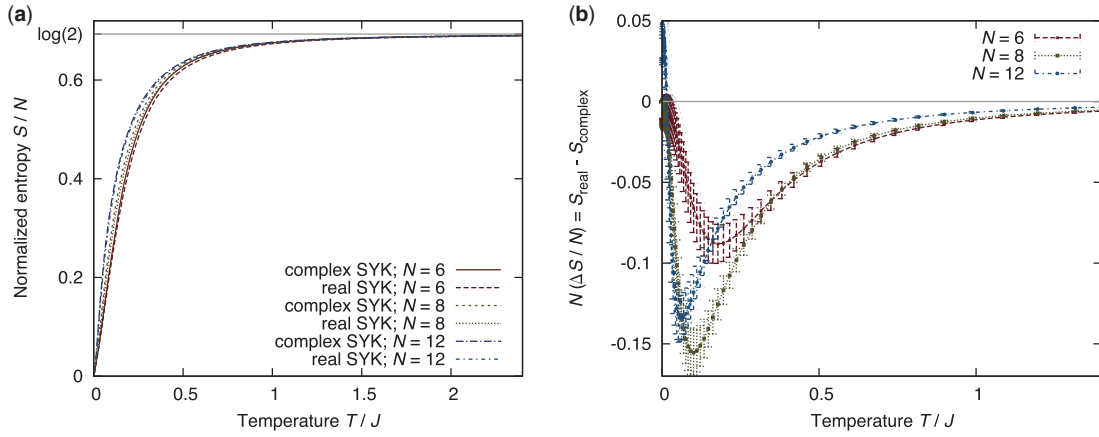 (a)
log(2)
0.6
0.4
0.2
0
Normalized entropy S / N
complex SYK; N = 6
real SYK; N = 6
complex SYK; N = 8
real SYK; N = 8
complex SYK; N = 12
real SYK; N = 12
0 0.5 1 1.5 2
Temperature T / J
(b)
0.05
0
-0.05
-0.1
-0.15
N (ΔS / N) = S_real - S_complex
N = 6
N = 8
N = 12
0 0.5 1
Temperature T / J